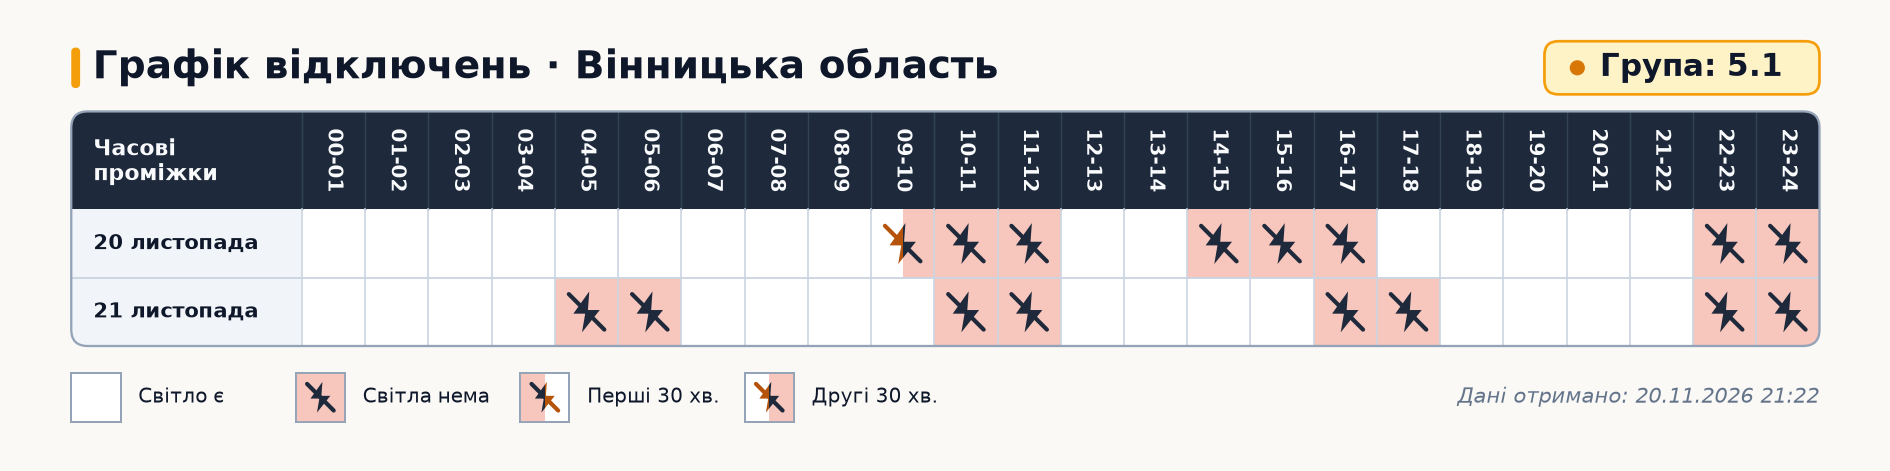 Графік відключень · Вінницька область
Група: 5.1
Часові
проміжки
00-01 01-02 02-03 03-04 04-05 05-06 06-07 07-08 08-09 09-10 10-11 11-12 12-13 13-14 14-15 15-16 16-17 17-18 18-19 19-20 20-21 21-22 22-23 23-24
20 листопада
21 листопада
Світло є
Світла нема
Перші 30 хв.
Другі 30 хв.
Дані отримано: 20.11.2026 21:22